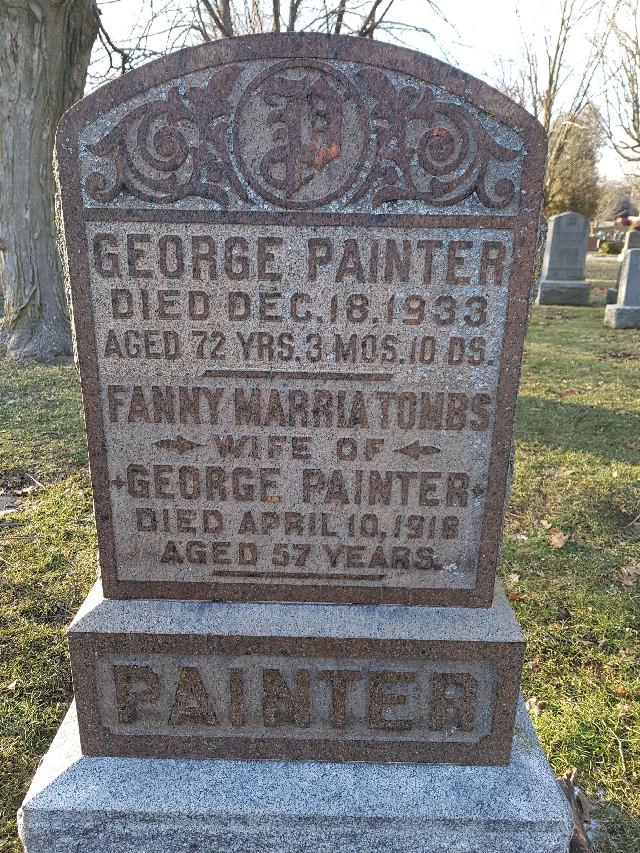 P
GEORGE PAINTER
DIED DEC. 18. 1933
AGED 72 YRS. 3 MOS. 10 DS.
FANNY MARRIA TOMBS
WIFE OF
GEORGE PAINTER
DIED APRIL 10, 1918
AGED 57 YEARS.
PAINTER